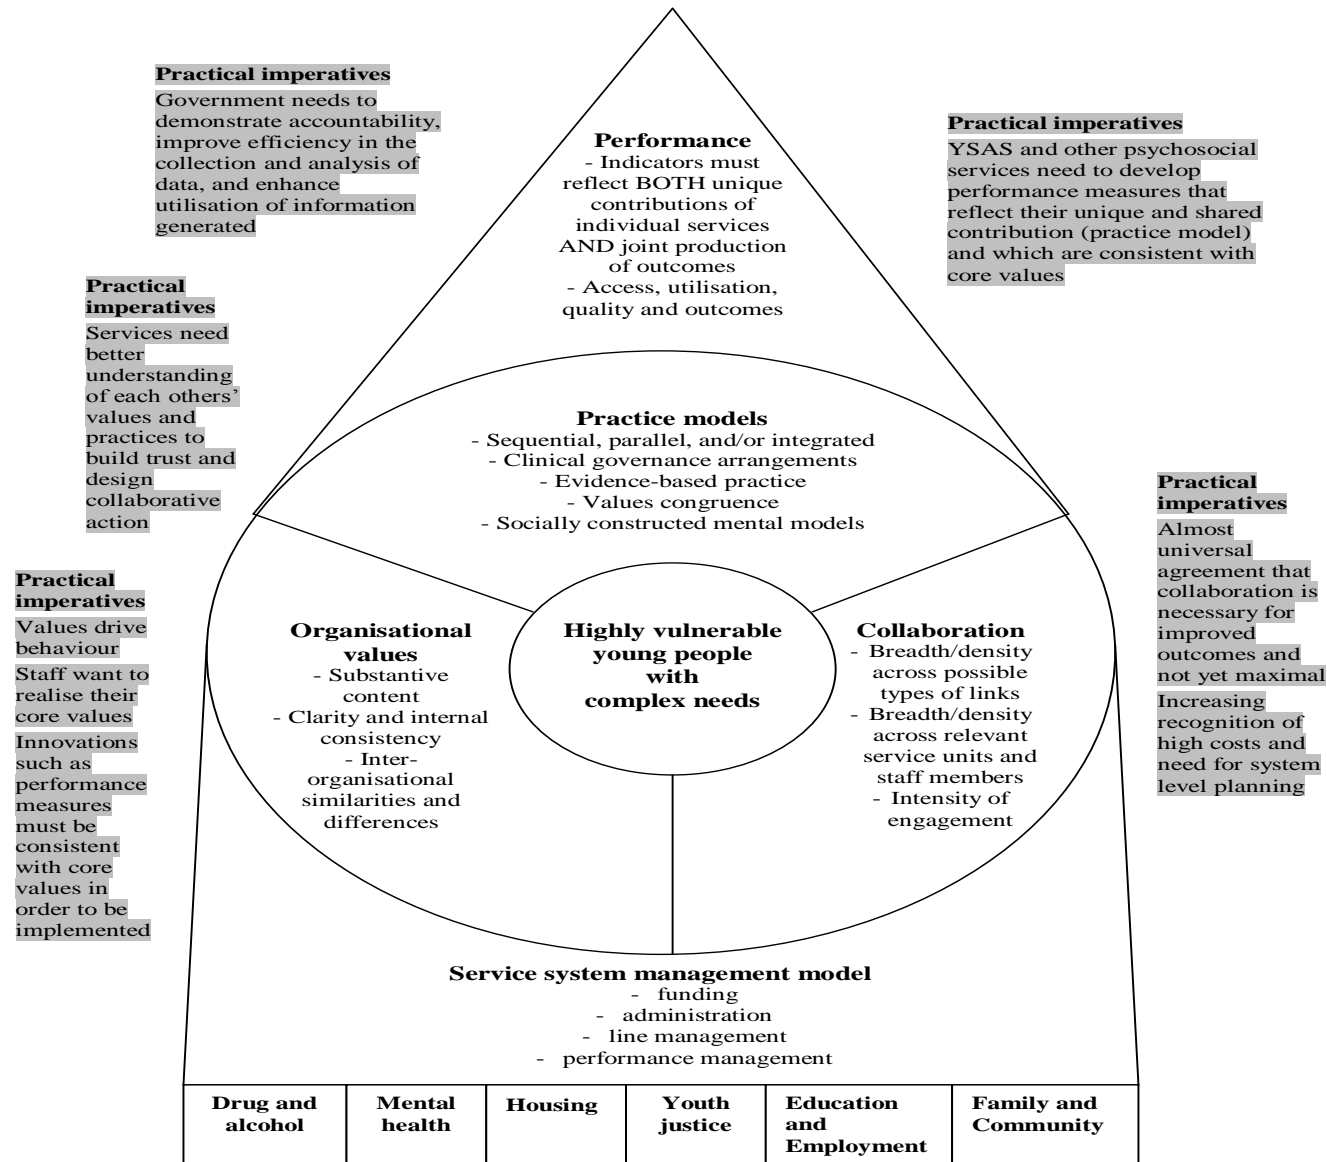 Practical imperatives
Government needs to
demonstrate accountability,
improve efficiency in the
collection and analysis of
data, and enhance
utilisation of information
generated
Performance
- Indicators must
reflect BOTH unique
contributions of
individual services
AND joint production
of outcomes
- Access, utilisation,
quality and outcomes
Practical imperatives
YSAS and other psychosocial
services need to develop
performance measures that
reflect their unique and shared
contribution (practice model)
and which are consistent with
core values
Practical
imperatives
Services need
better
understanding
of each others’
values and
practices to
build trust and
design
collaborative
action
Practice models
- Sequential, parallel, and/or integrated
- Clinical governance arrangements
- Evidence-based practice
- Values congruence
- Socially constructed mental models
Practical
imperatives
Almost
universal
agreement that
collaboration is
necessary for
improved
outcomes and
not yet maximal
Increasing
recognition of
high costs and
need for system
level planning
Practical
imperatives
Values drive
behaviour
Staff want to
realise their
core values
Innovations
such as
performance
measures
must be
consistent
with core
values in
order to be
implemented
Organisational
values
- Substantive
content
- Clarity and internal
consistency
- Inter-
organisational
similarities and
differences
Highly vulnerable
young people
with
complex needs
Collaboration
- Breadth/density
across possible
types of links
- Breadth/density
across relevant
service units and
staff members
- Intensity of
engagement
Service system management model
- funding
- administration
- line management
- performance management
Drug and
alcohol
Mental
health
Housing
Youth
justice
Education
and
Employment
Family and
Community